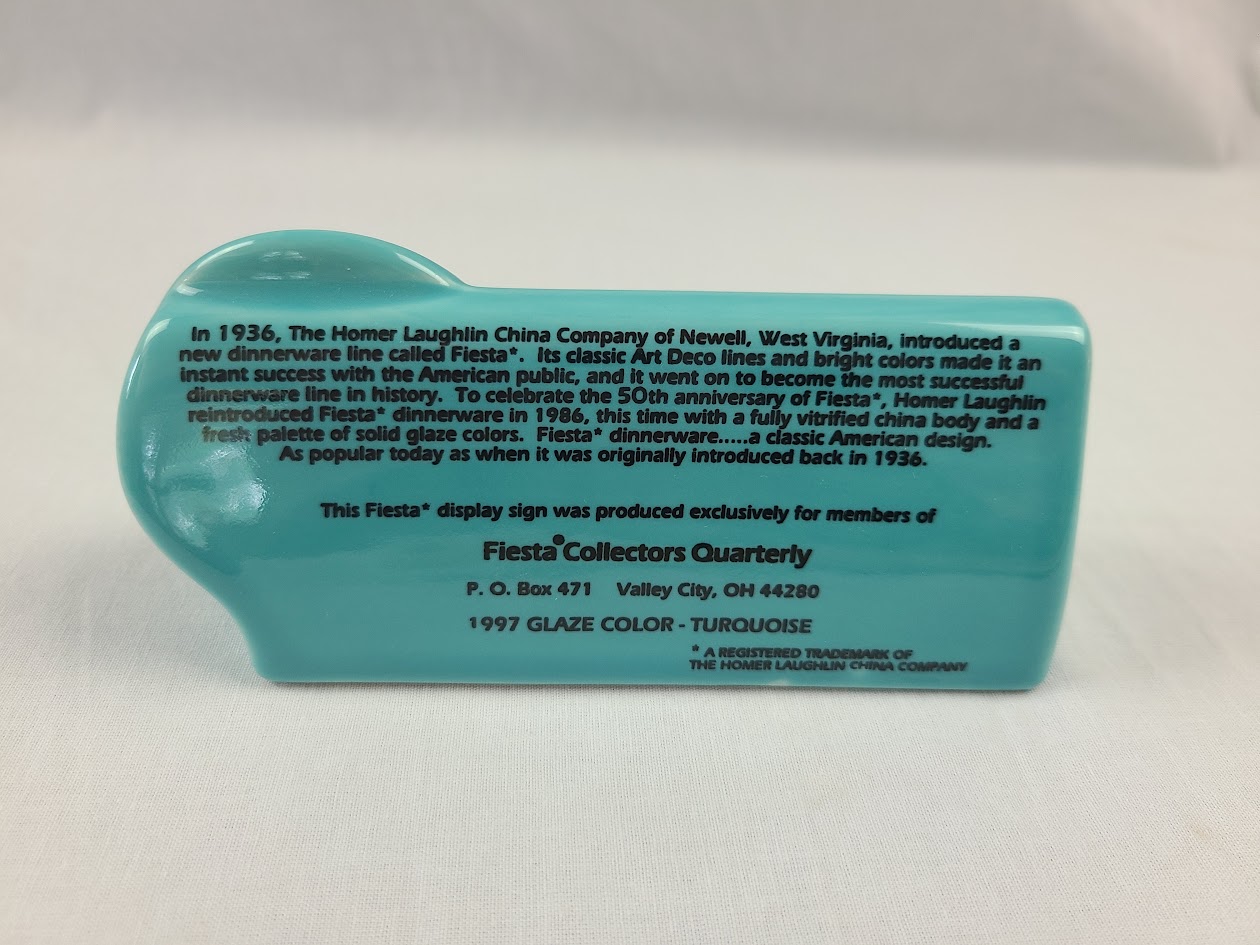 In 1936, The Homer Laughlin China Company of Newell, West Virginia, introduced a
new dinnerware line called Fiesta*. Its classic Art Deco lines and bright colors made it an
instant success with the American public, and it went on to become the most successful
dinnerware line in history. To celebrate the 50th anniversary of Fiesta*, Homer Laughlin
reintroduced Fiesta* dinnerware in 1986, this time with a fully vitrified china body and a
fresh palette of solid glaze colors. Fiesta* dinnerware.....a classic American design.
As popular today as when it was originally introduced back in 1936.
This Fiesta* display sign was produced exclusively for members of
Fiesta* Collectors Quarterly
P. O. Box 471 Valley City, OH 44280
1997 GLAZE COLOR - TURQUOISE
* A REGISTERED TRADEMARK OF
THE HOMER LAUGHLIN CHINA COMPANY